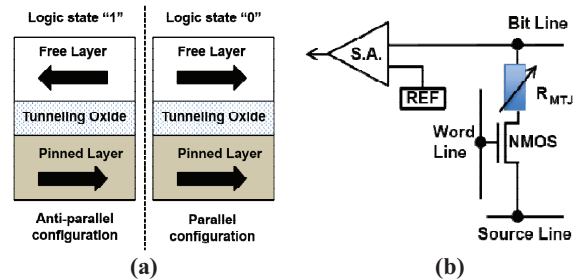 Logic state “1”
Logic state “0”
Free Layer
Free Layer
Tunneling Oxide
Tunneling Oxide
Pinned Layer
Pinned Layer
Anti-parallel
configuration
Parallel
configuration
(a)
Bit Line
S.A.
REF
RMTJ
Word
Line
NMOS
Source Line
(b)